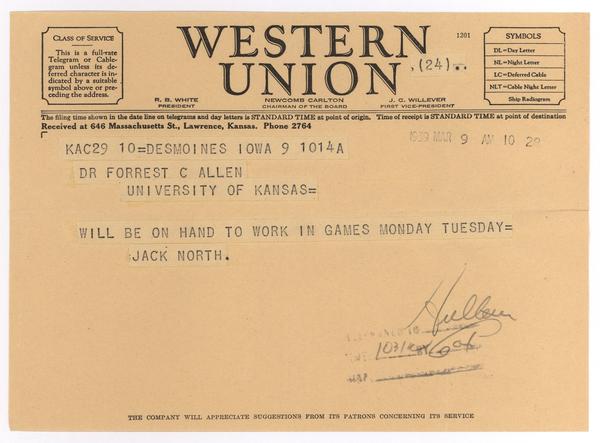 CLASS OF SERVICE
This is a full-rate
Telegram or Cable-
gram unless its de-
ferred character is in-
dicated by a suitable
symbol above or pre-
ceding the address.
WESTERN
UNION
1201
(24)
SYMBOLS
DL=Day Letter
NL=Night Letter
LC=Deferred Cable
NLT=Cable Night Letter
Ship Radiogram
R. B. WHITE
PRESIDENT
NEWCOMB CARLTON
CHAIRMAN OF THE BOARD
J. C. WILLEVER
FIRST VICE-PRESIDENT
The filing time shown in the date line on telegrams and day letters is STANDARD TIME at point of origin. Time of receipt is STANDARD TIME at point of destination
Received at 646 Massachusetts St., Lawrence, Kansas. Phone 2764
1939 MAR 9 AM 10 29
KAC29 10=DESMOINES IOWA 9 1014A
DR FORREST C ALLEN
UNIVERSITY OF KANSAS=
WILL BE ON HAND TO WORK IN GAMES MONDAY TUESDAY=
JACK NORTH.
THE COMPANY WILL APPRECIATE SUGGESTIONS FROM ITS PATRONS CONCERNING ITS SERVICE